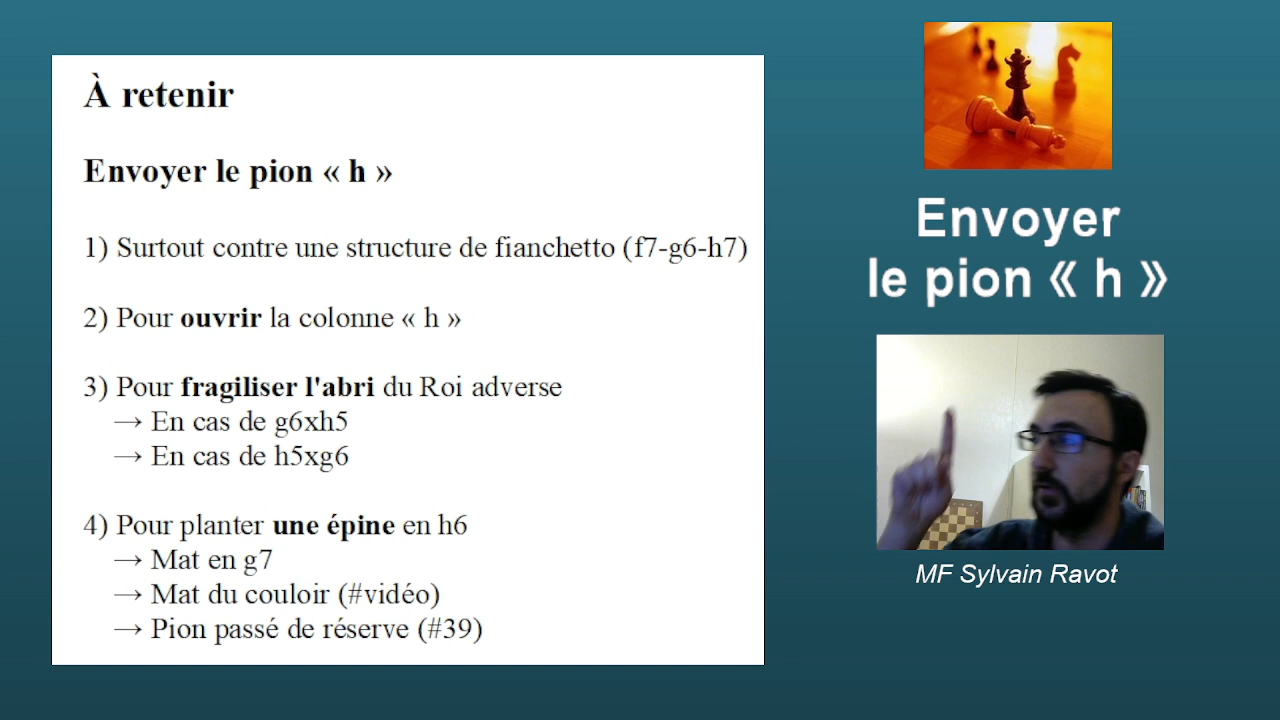 À retenir
Envoyer le pion « h »
1) Surtout contre une structure de fianchetto (f7-g6-h7)
2) Pour ouvrir la colonne « h »
3) Pour fragiliser l'abri du Roi adverse
→ En cas de g6xh5
→ En cas de h5xg6
4) Pour planter une épine en h6
→ Mat en g7
→ Mat du couloir (#vidéo)
→ Pion passé de réserve (#39)
Envoyer
le pion « h »
MF Sylvain Ravot